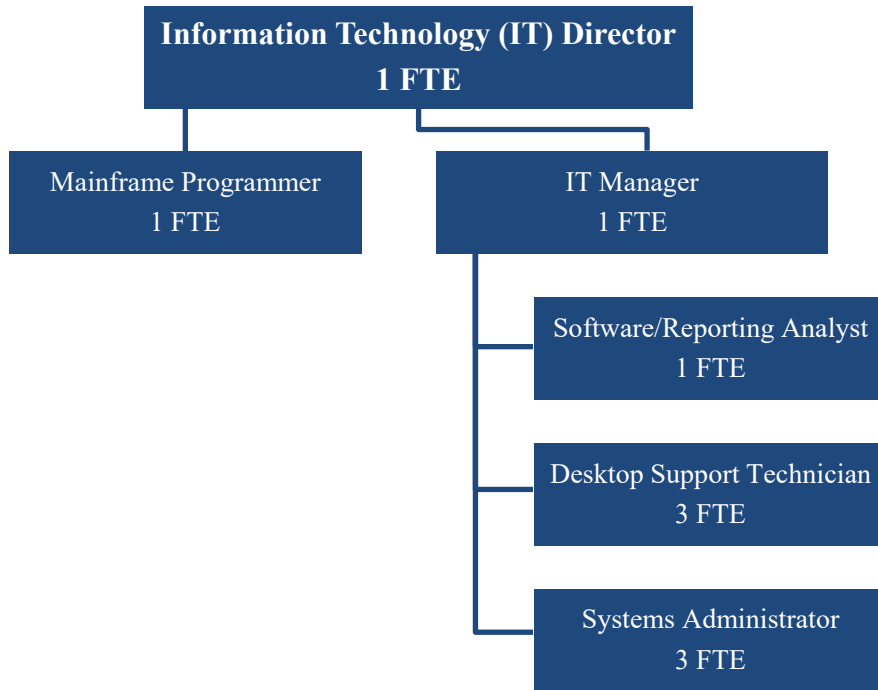 Information Technology (IT) Director
1 FTE
Mainframe Programmer
1 FTE
IT Manager
1 FTE
Software/Reporting Analyst
1 FTE
Desktop Support Technician
3 FTE
Systems Administrator
3 FTE